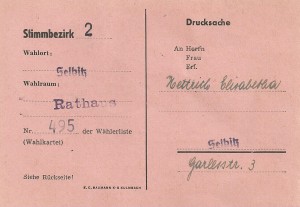 Stimmbezirk 2
Wahlort:
Selbitz
Wahlraum:
Rathaus
Nr. 495 der Wählerliste
(Wahlkartei)
Siehe Rückseite!
Drucksache
An Herrn
Frau
Frl.
Elisabetha
Selbitz
3